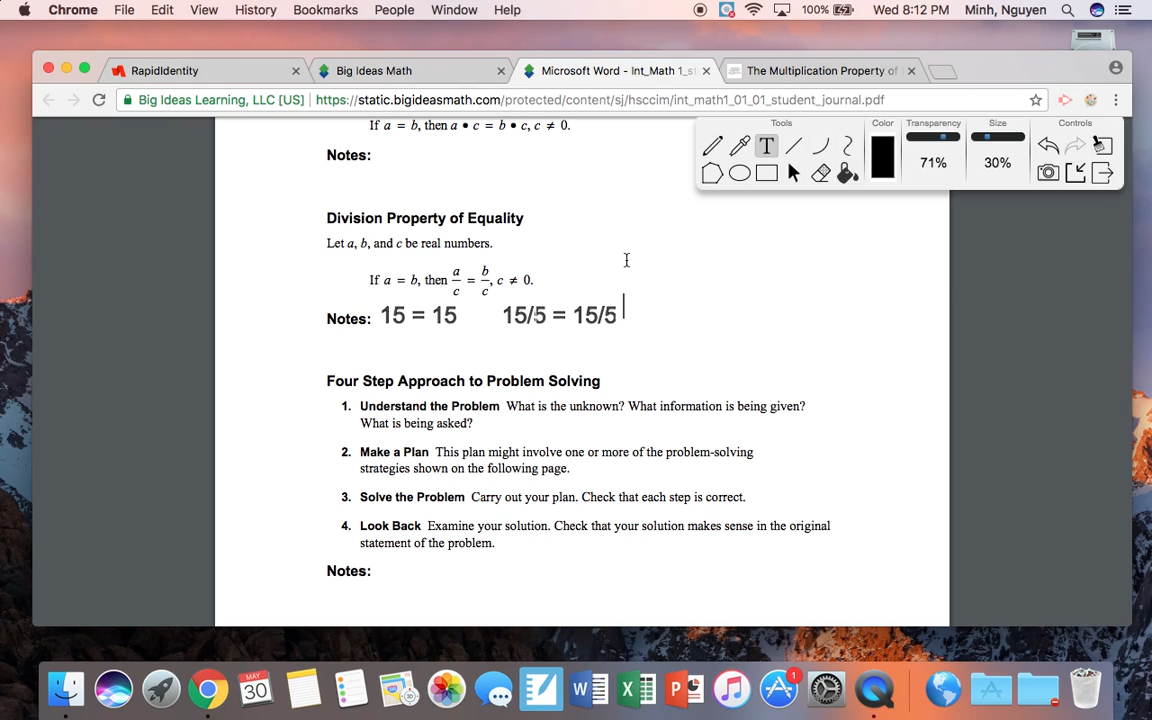 Chrome File Edit View History Bookmarks People Window Help 100% Wed 8:12 PM Minh, Nguyen
RapidIdentity Big Ideas Math Microsoft Word - Int_Math 1_st The Multiplication Property of
Big Ideas Learning, LLC [US] https://static.bigideasmath.com/protected/content/sj/hsccim/int_math1_01_01_student_journal.pdf
Tools Color Transparency Size Controls
T 71% 30%
If a = b, then a • c = b • c, c ≠ 0.
Notes:
Division Property of Equality
Let a, b, and c be real numbers.
If a = b, then a/c = b/c, c ≠ 0.
Notes: 15 = 15 15/5 = 15/5
Four Step Approach to Problem Solving
1. Understand the Problem What is the unknown? What information is being given?
What is being asked?
2. Make a Plan This plan might involve one or more of the problem-solving
strategies shown on the following page.
3. Solve the Problem Carry out your plan. Check that each step is correct.
4. Look Back Examine your solution. Check that your solution makes sense in the original
statement of the problem.
Notes:
MAY
30
1